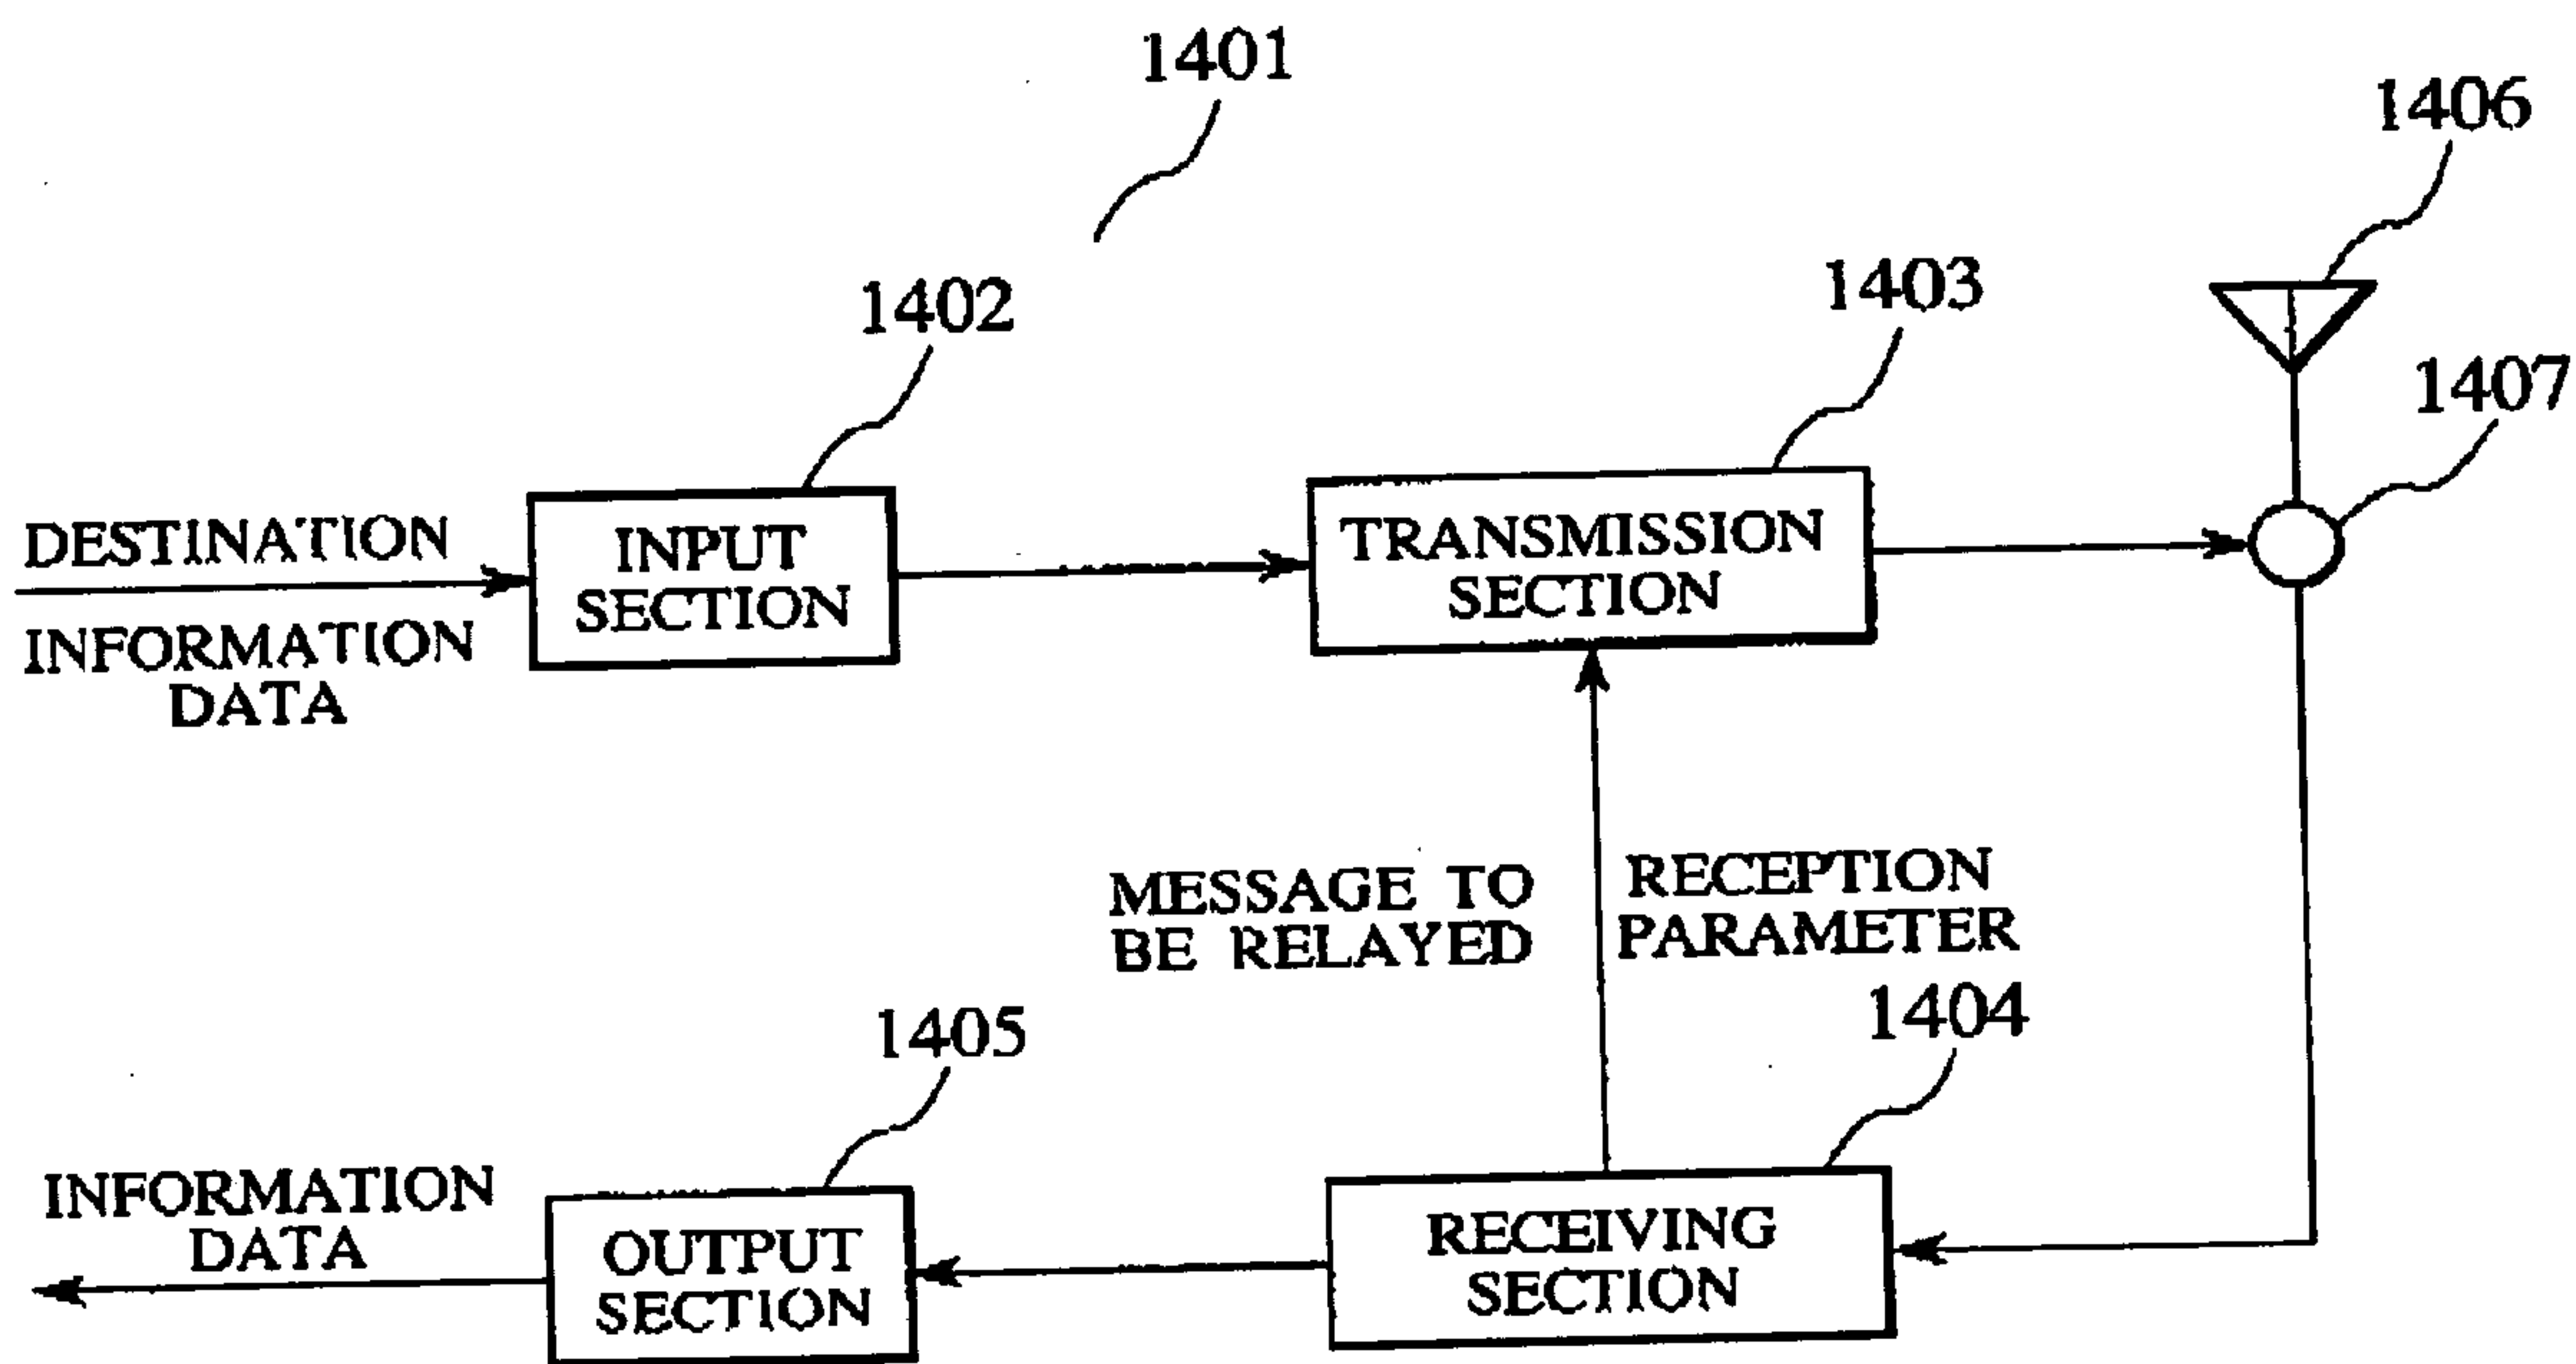 1401
1406
1402
1403
1407
DESTINATION
INFORMATION
DATA
INPUT
SECTION
TRANSMISSION
SECTION
MESSAGE TO
BE RELAYED
RECEPTION
PARAMETER
1404
1405
INFORMATION
DATA
OUTPUT
SECTION
RECEIVING
SECTION